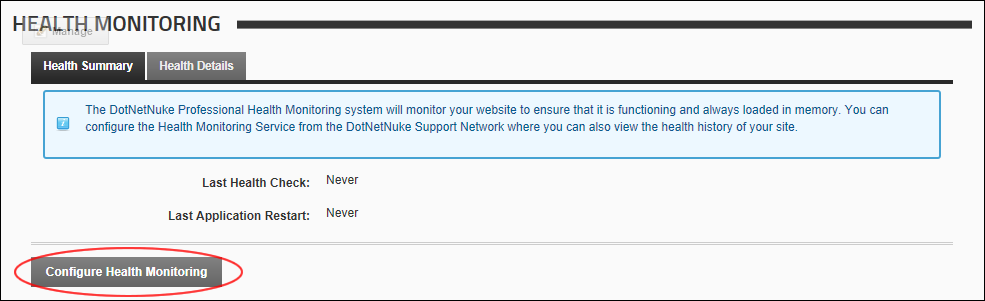 HEALTH MONITORING
Manage
Health Summary Health Details
The DotNetNuke Professional Health Monitoring system will monitor your website to ensure that it is functioning and always loaded in memory. You can
configure the Health Monitoring Service from the DotNetNuke Support Network where you can also view the health history of your site.
Last Health Check: Never
Last Application Restart: Never
Configure Health Monitoring